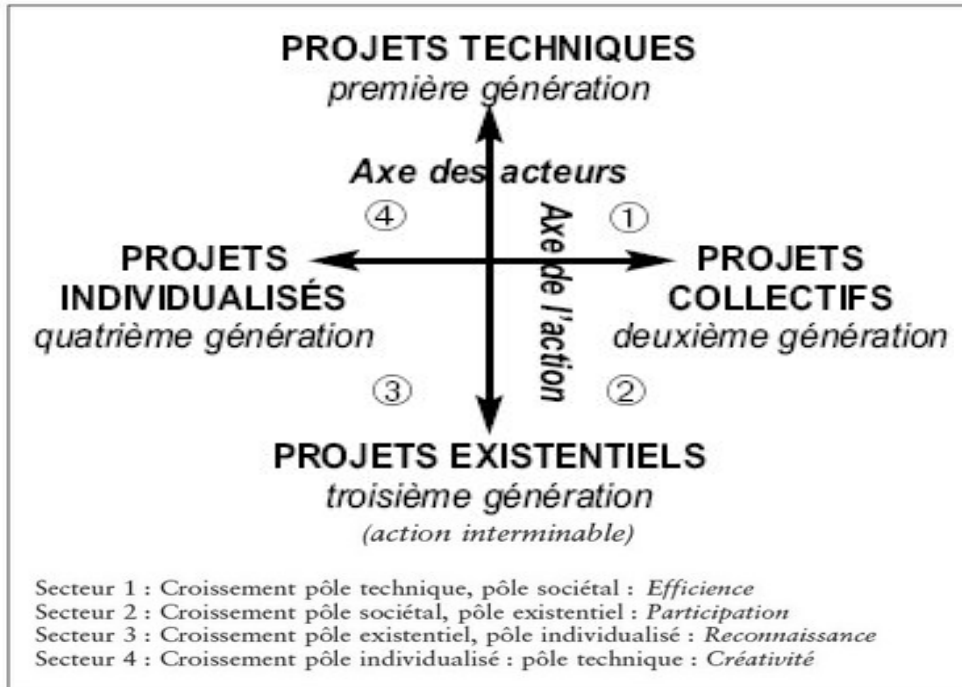 PROJETS TECHNIQUES
première génération
Axe des acteurs
④
①
Axe de l'action
PROJETS
INDIVIDUALISÉS
quatrième génération
PROJETS
COLLECTIFS
deuxième génération
③
②
PROJETS EXISTENTIELS
troisième génération
(action interminable)
Secteur 1 : Croissement pôle technique, pôle sociétal : Efficience
Secteur 2 : Croissement pôle sociétal, pôle existentiel : Participation
Secteur 3 : Croissement pôle existentiel, pôle individualisé : Reconnaissance
Secteur 4 : Croissement pôle individualisé : pôle technique : Créativité